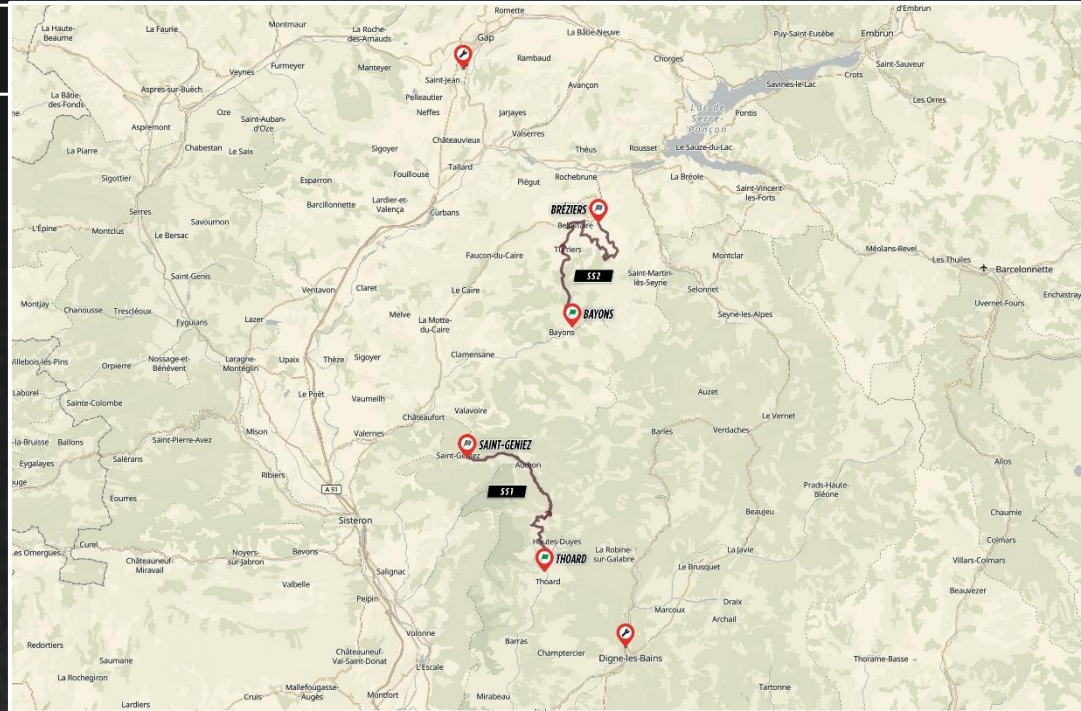 Romette
d'Embrun
La Haute-
Beaume
La Faurie
Montmaur
La Roche-
des-Arnauds
Gap
La Bâtie-Neuve
Puy-Saint-Eusèbe
Embrun
Veynes
Furmeyer
Manteyer
Saint-Jean
Rambaud
Chorges
Saint-Sauveur
Crots
La Bâtie-
des-Fonds
Aspres-sur-Buëch
Pelleautier
Avançon
Savines-le-Lac
Les Orres
Oze
Saint-Auban-
d'Oze
Neffes
Jarjayes
Lac de
Serre-
Ponçon
Pontis
Aspremont
Châteauvieux
Valserres
La Pierre
Chabestan
Le Saix
Sigoyer
Théus
Rousset
Le Sauze-du-Lac
Tallard
Sigottier
Esparron
Fouillouse
Piégut
Rochebrune
La Bréole
Saint-Vincent-
les-Forts
Serres
Barcillonnette
Lardier-et-
Valença
Curbans
BRÉZIERS
L'Épine
Montclus
Savournon
Le Bersac
Bellaffaire
Turriers
Méolans-Revel
Les Thuiles
Barcelonnette
Faucon-du-Caire
Montclar
SS2
Saint-Martin-
lès-Seyne
Selonnet
Saint-Genis
Ventavon
Claret
Le Caire
Enchastray
Uvernet-Fours
Montjay
Chanousse
Trescléoux
Eyguians
Lazer
Melve
La Motte-
du-Caire
BAYONS
Bayons
Seyne-les-Alpes
Villebois-les-Pins
Orpierre
Nossage-et-
Bénévent
Laragne-
Montéglin
Upaix
Thèze
Sigoyer
Clamensane
Laborel
Sainte-Colombe
Le Poët
Vaumeilh
Auzet
Châteaufort
Valavoire
Le Vernet
-la-Bruisse
Ballons
Saint-Pierre-Avez
Mison
Valernes
SAINT-GENIEZ
Saint-Geniez
Barles
Verdaches
Eygalayes
Salérans
Ribiers
Authon
Allos
A 51
SS1
Prads-Haute-
Bléone
Éourres
Sisteron
Beaujeu
Chaumie
Les Omergues
Curel
Noyers-
sur-Jabron
Bevons
Hautes-Duyes
THOARD
La Robine-
sur-Galabre
La Javie
Colmars
Châteauneuf-
Miravail
Salignac
Thoard
Le Brusquet
Villars-Colmars
Valbelle
Peipin
Draix
Beauvezer
Marcoux
Archail
Redortiers
Volonne
Barras
Champtercier
Digne-les-Bains
Saumane
Châteauneuf-
Val-Saint-Donat
L'Escale
Thorame-Basse
La Rochegiron
Mallefougasse-
Augès
Tartonne
Cruis
Montfort
Mirabeau
Lardiers